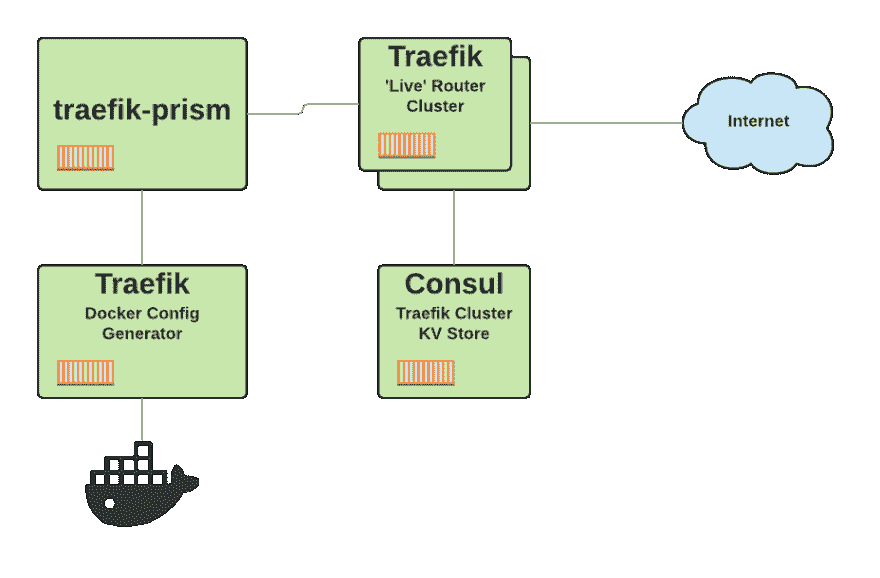 traefik-prism
Traefik
'Live' Router
Cluster
Internet
Traefik
Docker Config
Generator
Consul
Traefik Cluster
KV Store